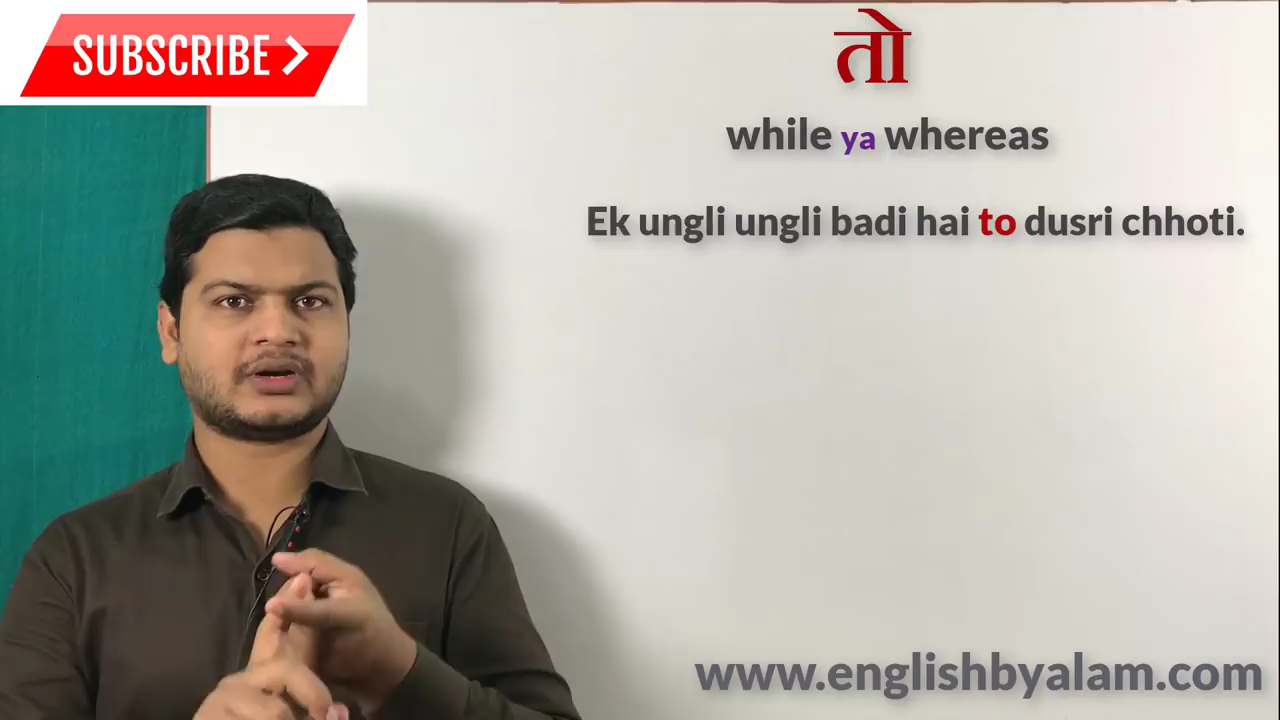 SUBSCRIBE
तो
while ya whereas
Ek ungli ungli badi hai to dusri chhoti.
www.englishbyalam.com